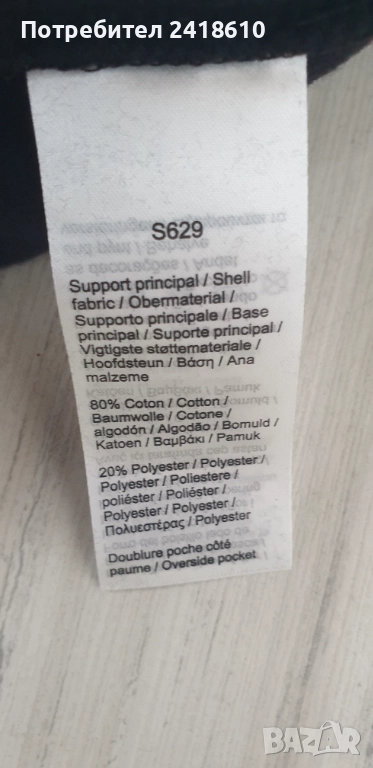 Потребител 2418610
S629
Support principal / Shell
fabric / Obermaterial /
Supporto principale / Base
principal / Suporte principal /
Vigtigste støttemateriale /
Hoofdsteun / Βάση / Ana
malzeme
80% Coton / Cotton /
Baumwolle / Cotone /
algodón / Algodão / Bomuld /
Katoen / Βαμβάκι / Pamuk
20% Polyester / Polyester /
Polyester / Poliestere /
poliéster / Poliéster /
Polyester / Polyester /
Πολυεστέρας / Polyester
Doublure poche côté
paume / Overside pocket
BAZAR